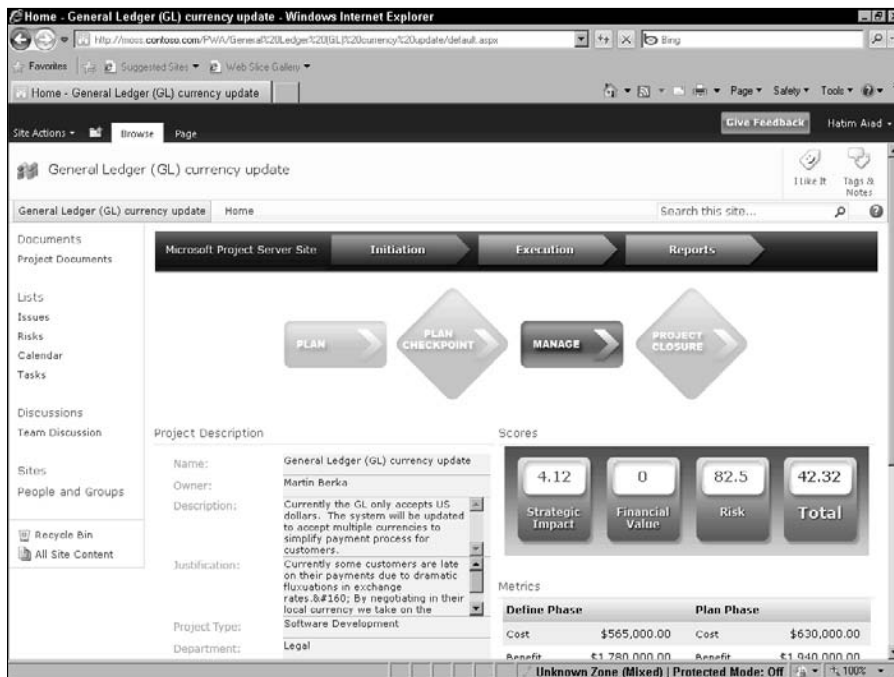 Home - General Ledger (GL) currency update - Windows Internet Explorer
http://moss.contoso.com/PWA/General%20Ledger%20(GL)%20currency%20update/default.aspx
Bing
Favorites Suggested Sites Web Slice Gallery
Home - General Ledger (GL) currency update
Page Safety Tools
Give Feedback Hatim Aiad
Site Actions Browse Page
General Ledger (GL) currency update
I Like It Tags & Notes
General Ledger (GL) currency update Home
Search this site...
Documents
Project Documents
Lists
Issues
Risks
Calendar
Tasks
Discussions
Team Discussion
Sites
People and Groups
Recycle Bin
All Site Content
Microsoft Project Server Site Initiation Execution Reports
PLAN
PLAN CHECKPOINT
MANAGE
PROJECT CLOSURE
Project Description
Name: General Ledger (GL) currency update
Owner: Martin Berka
Description: Currently the GL only accepts US
dollars. The system will be updated
to accept multiple currencies to
simplify payment process for
customers.
Justification: Currently some customers are late
on their payments due to dramatic
fluxuations in exchange
rates.&#160; By negotiating in their
local currency we take on the
Project Type: Software Development
Department: Legal
Scores
4.12 0 82.5 42.32
Strategic Impact
Financial Value
Risk
Total
Metrics
Define Phase Plan Phase
Cost $565,000.00 Cost $630,000.00
Benefit $1,780,000.00 Benefit $1,940,000.00
Unknown Zone (Mixed) | Protected Mode: Off 100%